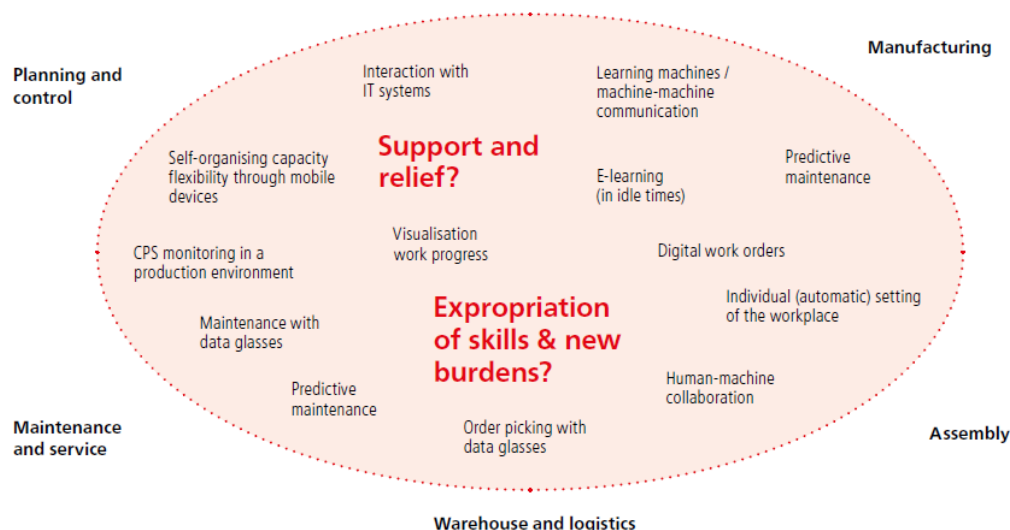 Manufacturing
Planning and
control
Interaction with
IT systems
Learning machines /
machine-machine
communication
Support and
relief?
Self-organising capacity
flexibility through mobile
devices
E-learning
(in idle times)
Predictive
maintenance
Visualisation
work progress
CPS monitoring in a
production environment
Digital work orders
Expropriation
of skills & new
burdens?
Individual (automatic) setting
of the workplace
Maintenance with
data glasses
Human-machine
collaboration
Predictive
maintenance
Maintenance
and service
Order picking with
data glasses
Assembly
Warehouse and logistics